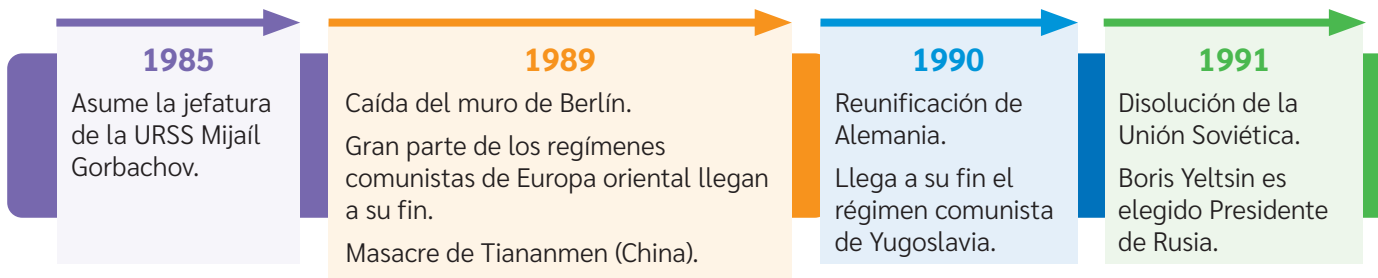 1985
Asume la jefatura
de la URSS Mijaíl
Gorbachov.
1989
Caída del muro de Berlín.
Gran parte de los regímenes
comunistas de Europa oriental llegan
a su fin.
Masacre de Tiananmen (China).
1990
Reunificación de
Alemania.
Llega a su fin el
régimen comunista
de Yugoslavia.
1991
Disolución de la
Unión Soviética.
Boris Yeltsin es
elegido Presidente
de Rusia.